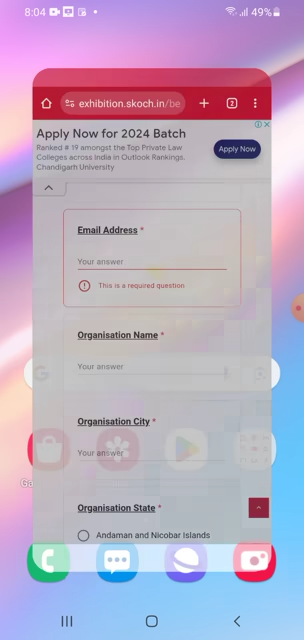 8:04
49%
exhibition.skoch.in/be
2
Apply Now for 2024 Batch
Ranked # 19 amongst the Top Private Law
Colleges across India in Outlook Rankings.
Chandigarh University
Apply Now
Email Address *
Your answer
This is a required question
Organisation Name *
Your answer
Organisation City *
Your answer
Ga
Organisation State *
Andaman and Nicobar Islands